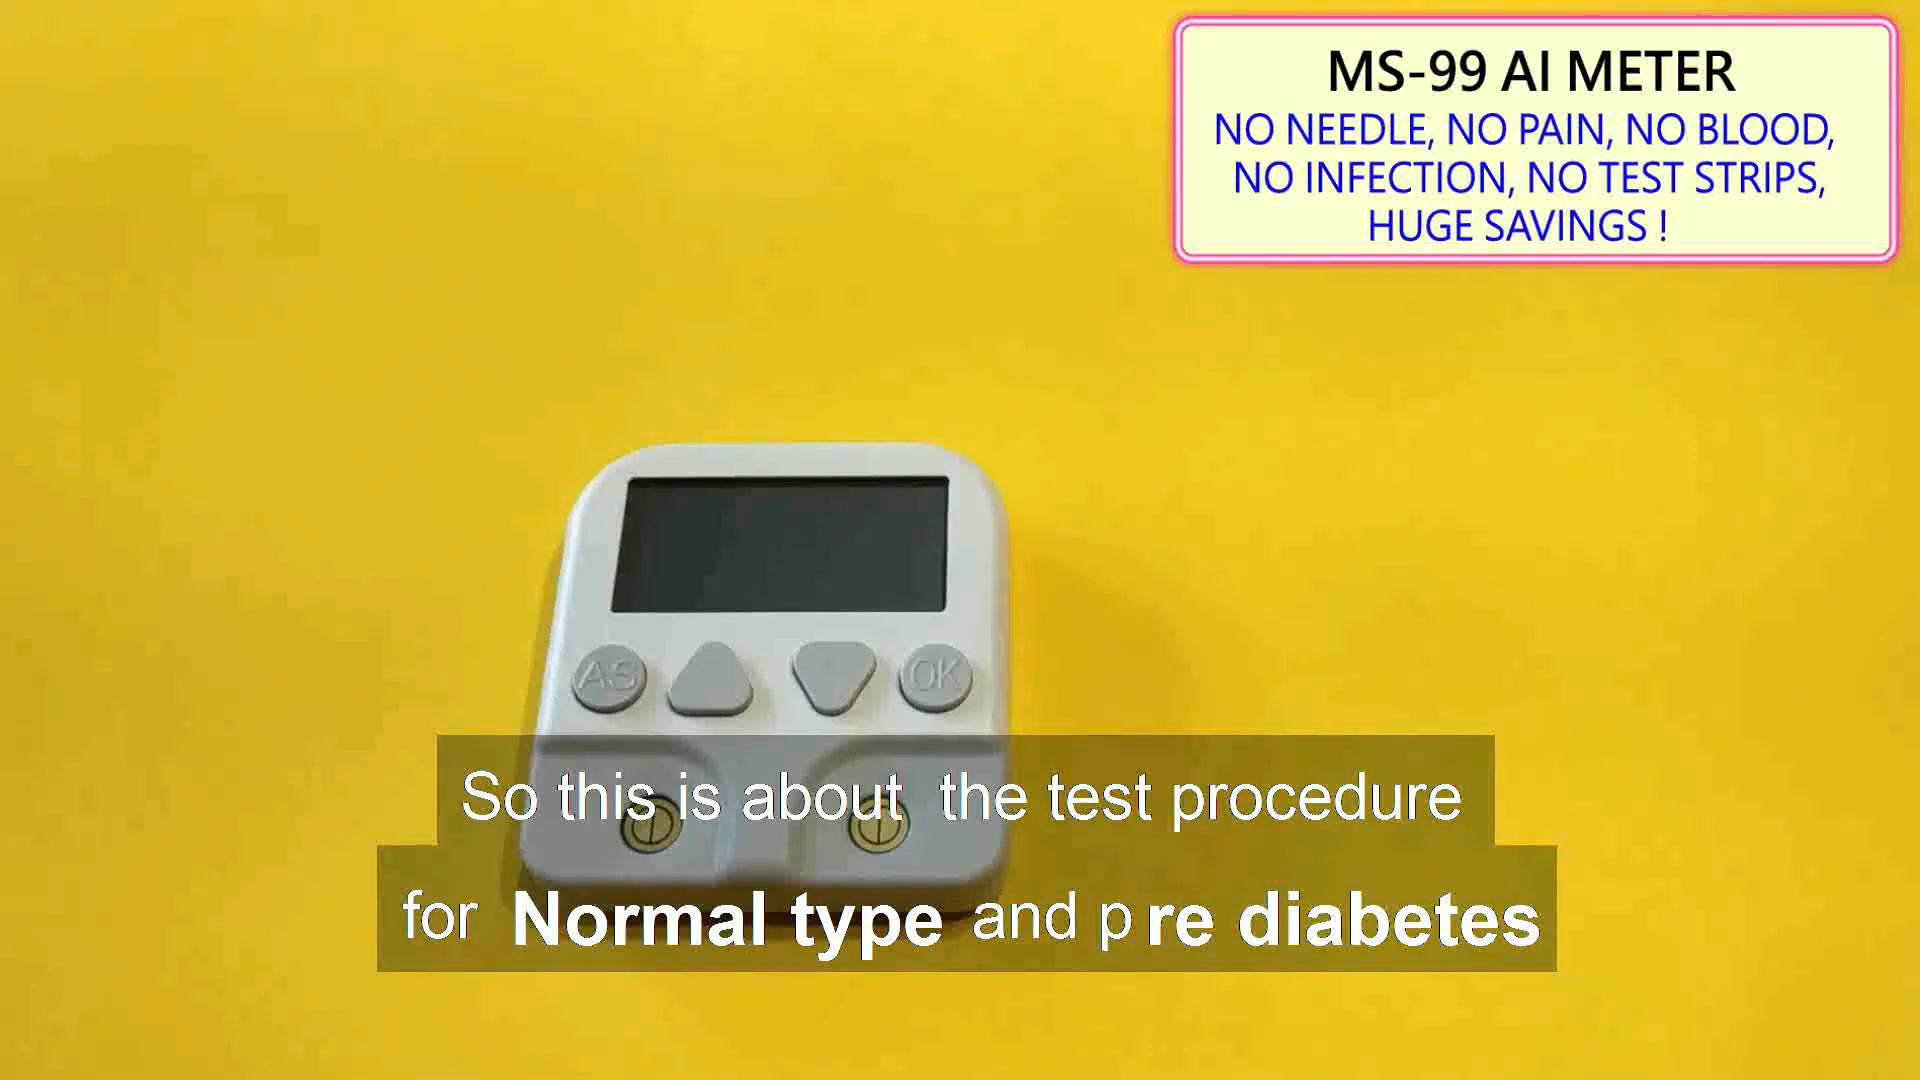 MS-99 AI METER
NO NEEDLE, NO PAIN, NO BLOOD,
NO INFECTION, NO TEST STRIPS,
HUGE SAVINGS !
AS OK
So this is about the test procedure
for Normal type and pre diabetes